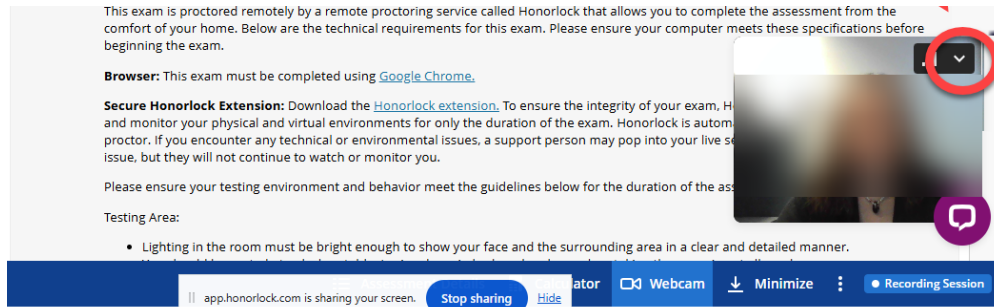 This exam is proctored remotely by a remote proctoring service called Honorlock that allows you to complete the assessment from the
comfort of your home. Below are the technical requirements for this exam. Please ensure your computer meets these specifications before
beginning the exam.
Browser: This exam must be completed using Google Chrome.
Secure Honorlock Extension: Download the Honorlock extension. To ensure the integrity of your exam,
and monitor your physical and virtual environments for only the duration of the exam. Honorlock is
proctor. If you encounter any technical or environmental issues, a support person may pop into your live
issue, but they will not continue to watch or monitor you.
Please ensure your testing environment and behavior meet the guidelines below for the duration of the
Testing Area:
• Lighting in the room must be bright enough to show your face and the surrounding area in a clear and detailed manner.
Webcam Minimize Recording Session
app.honorlock.com is sharing your screen. Stop sharing Hide